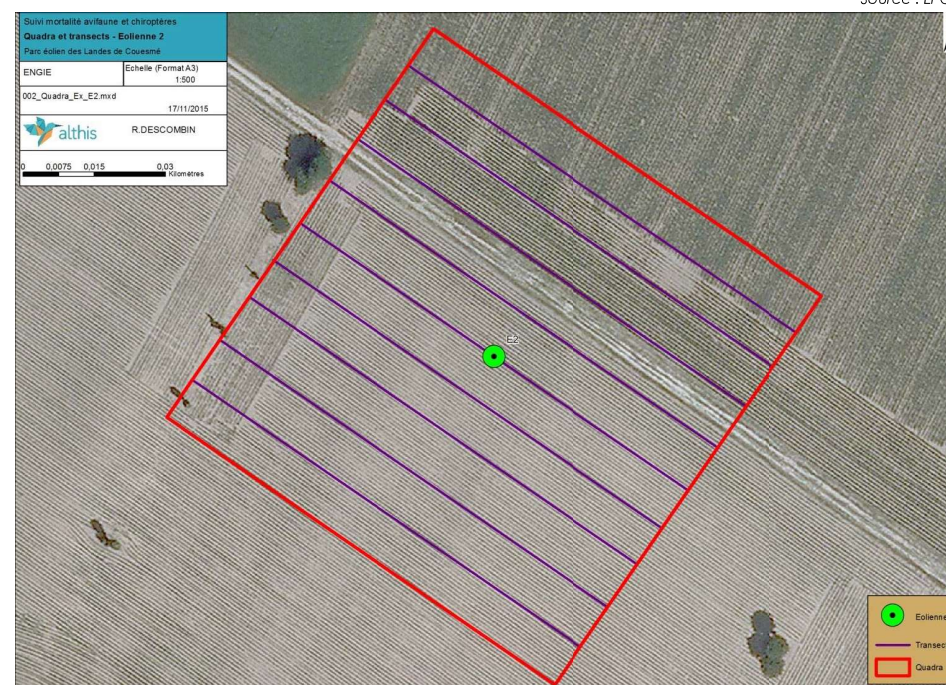 Source :
Suivi mortalité avifaune et chiroptères
Quadra et transects - Eolienne 2
Parc éolien des Landes de Couesmé
ENGIE
Echelle (Format A3)
1:500
002_Quadra_Ex_E2.mxd
17/11/2015
althis
R.DESCOMBIN
0 0,0075 0,015 0,03
Kilomètres
E2
Eolienne
Transect
Quadra